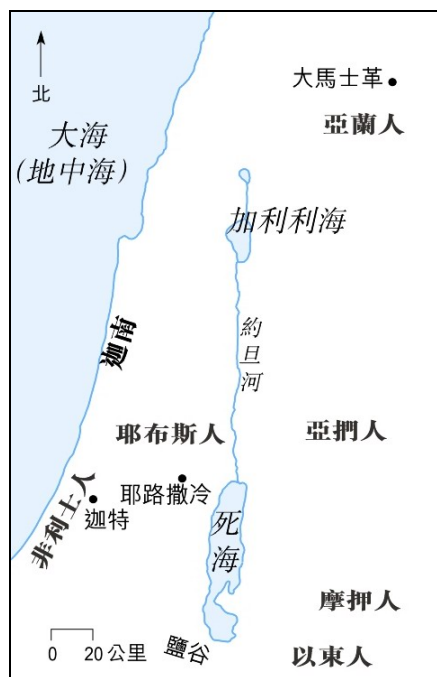 北
大馬士革
亞蘭人
大海
(地中海)
加利利海
約旦河
迦南
耶布斯人
亞捫人
耶路撒冷
迦特
非利士人
死海
摩押人
0 20 公里
鹽谷
以東人